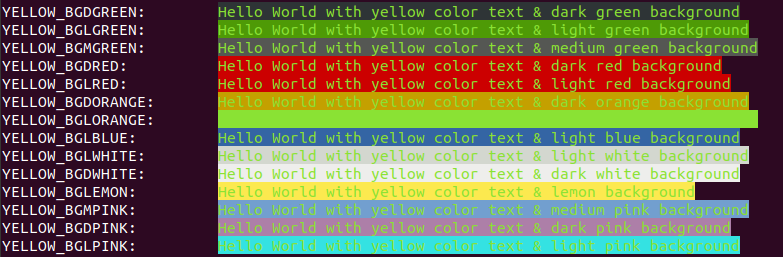 YELLOW_BGDGREEN: Hello World with yellow color text & dark green background
YELLOW_BGLGREEN: Hello World with yellow color text & light green background
YELLOW_BGMGREEN: Hello World with yellow color text & medium green background
YELLOW_BGDRED: Hello World with yellow color text & dark red background
YELLOW_BGLRED: Hello World with yellow color text & light red background
YELLOW_BGDORANGE: Hello World with yellow color text & dark orange background
YELLOW_BGLORANGE:
YELLOW_BGLBLUE: Hello World with yellow color text & light blue background
YELLOW_BGLWHITE: Hello World with yellow color text & light white background
YELLOW_BGDWHITE: Hello World with yellow color text & dark white background
YELLOW_BGLEMON: Hello World with yellow color text & lemon background
YELLOW_BGMPINK: Hello World with yellow color text & medium pink background
YELLOW_BGDPINK: Hello World with yellow color text & dark pink background
YELLOW_BGLPINK: Hello World with yellow color text & light pink background